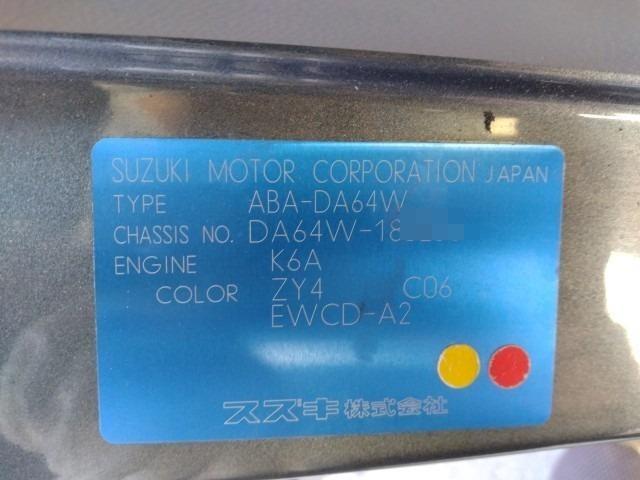 SUZUKI MOTOR CORPORATION JAPAN
TYPE ABA-DA64W
CHASSIS NO. DA64W-18
ENGINE K6A
COLOR ZY4 C06
EWCD-A2
スズキ株式会社